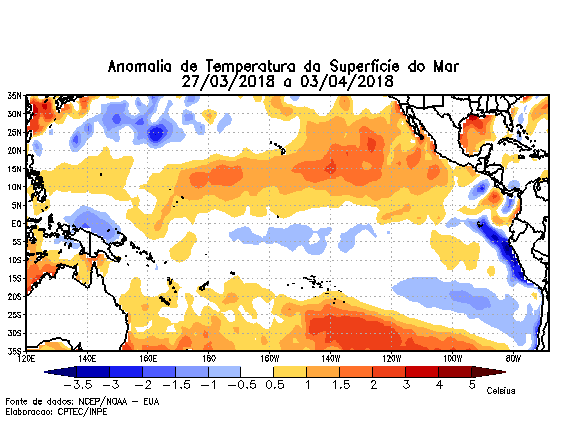 Anomalia de Temperatura da Superfície do Mar
27/03/2018 a 03/04/2018
35N
30N
25N
20N
15N
10N
5N
EQ
5S
10S
15S
20S
25S
30S
35S
120E 140E 160E 180 160W 140W 120W 100W 80W
−3.5 −3 −2 −1.5 −1 −0.5 0.5 1 1.5 2 3 4 5
Celsius
Fonte de dados: NCEP/NOAA − EUA
Elaboracao: CPTEC/INPE